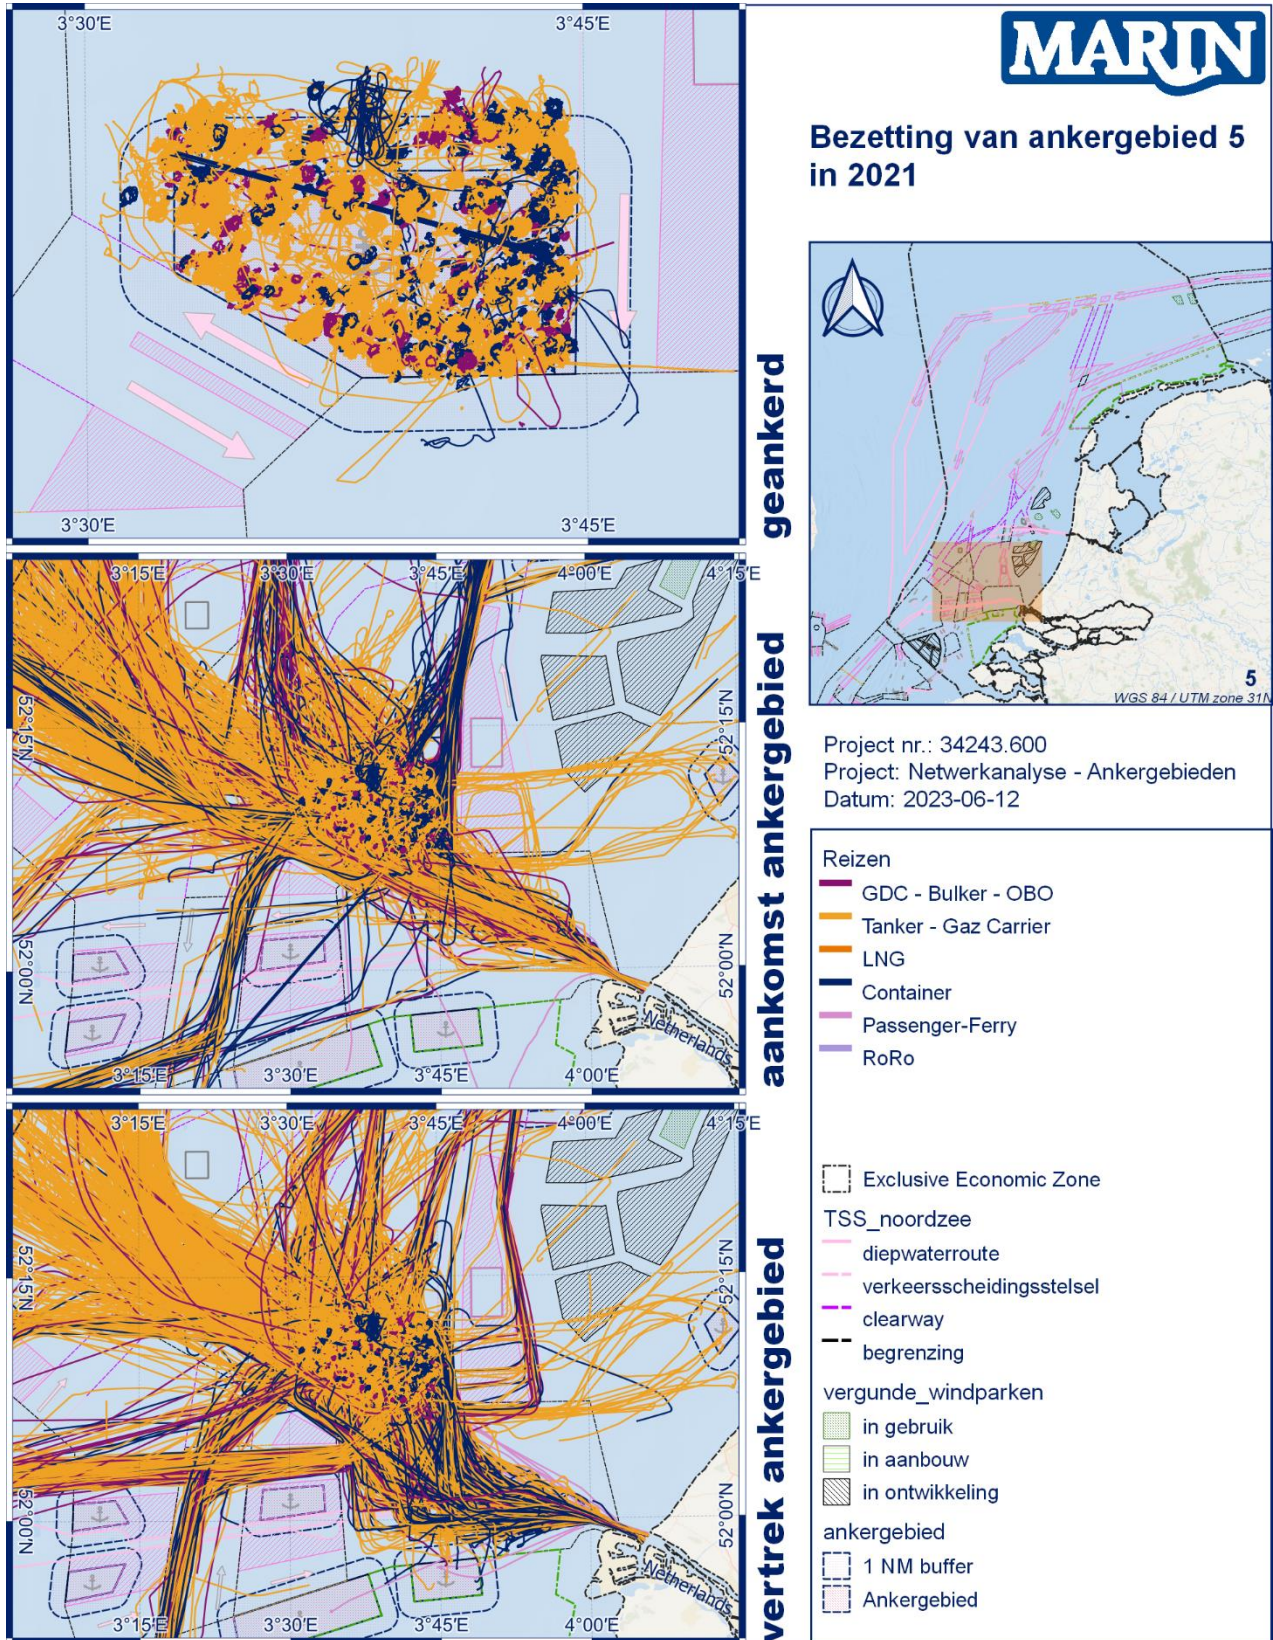 MARIN
Bezetting van ankergebied 5
in 2021
3°30'E
3°45'E
3°30'E
3°45'E
geankerd
3°15'E
3°30'E
3°45'E
4°00'E
4°15'E
52°15'N
52°15'N
52°00'N
52°00'N
Netherlands
3°15'E
3°30'E
3°45'E
4°00'E
aankomst ankergebied
3°15'E
3°30'E
3°45'E
4°00'E
4°15'E
52°15'N
52°15'N
52°00'N
52°00'N
Netherlands
3°15'E
3°30'E
3°45'E
4°00'E
vertrek ankergebied
5
WGS 84 / UTM zone 31N
Project nr.: 34243.600
Project: Netwerkanalyse - Ankergebieden
Datum: 2023-06-12
Reizen
GDC - Bulker - OBO
Tanker - Gaz Carrier
LNG
Container
Passenger-Ferry
RoRo
Exclusive Economic Zone
TSS_noordzee
diepwaterroute
verkeersscheidingsstelsel
clearway
begrenzing
vergunde_windparken
in gebruik
in aanbouw
in ontwikkeling
ankergebied
1 NM buffer
Ankergebied